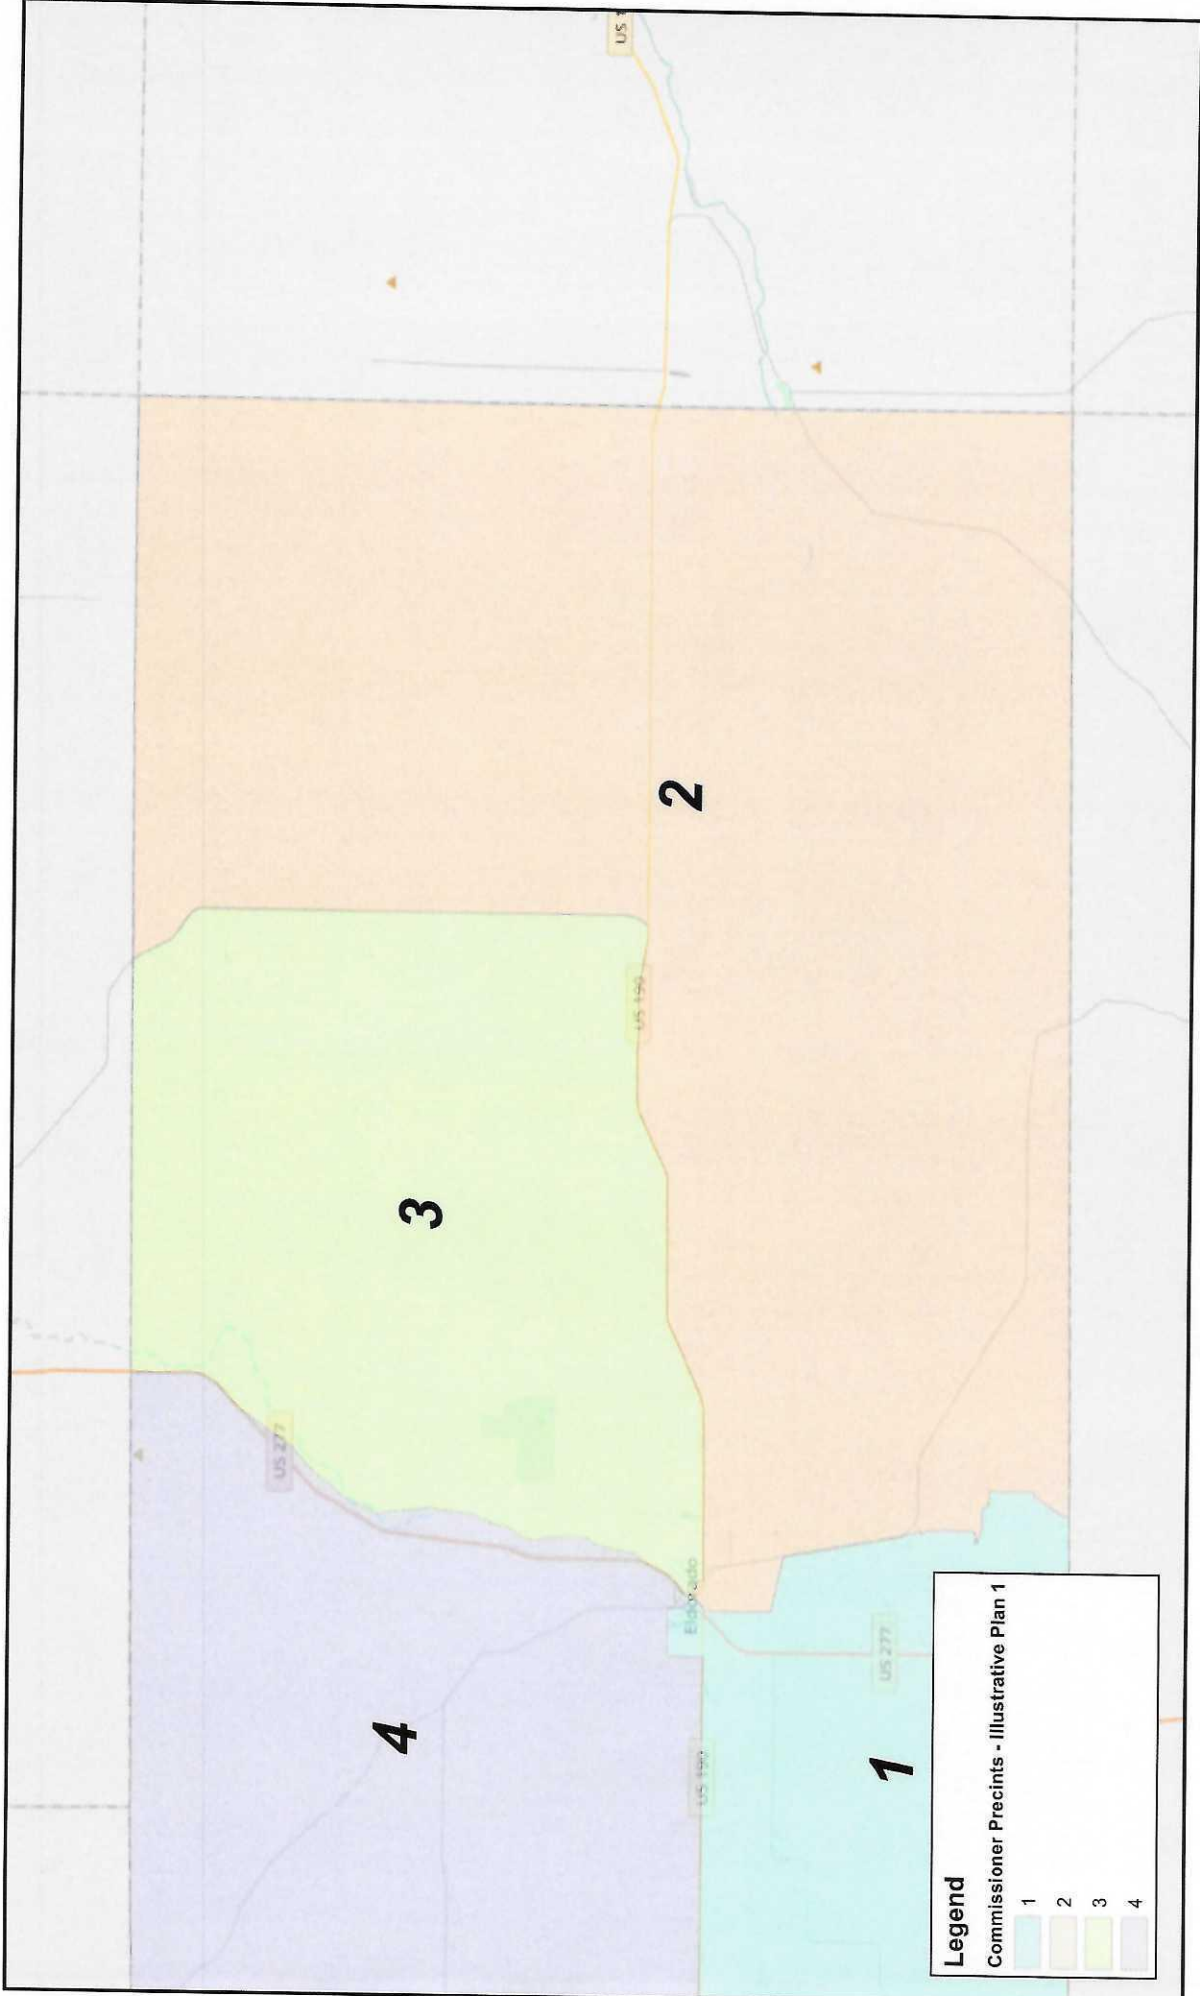 US 1
2
US 190
3
US 277
Eldorado
4
US 277
US 190
1
Legend
Commissioner Precints - Illustrative Plan 1
1
2
3
4